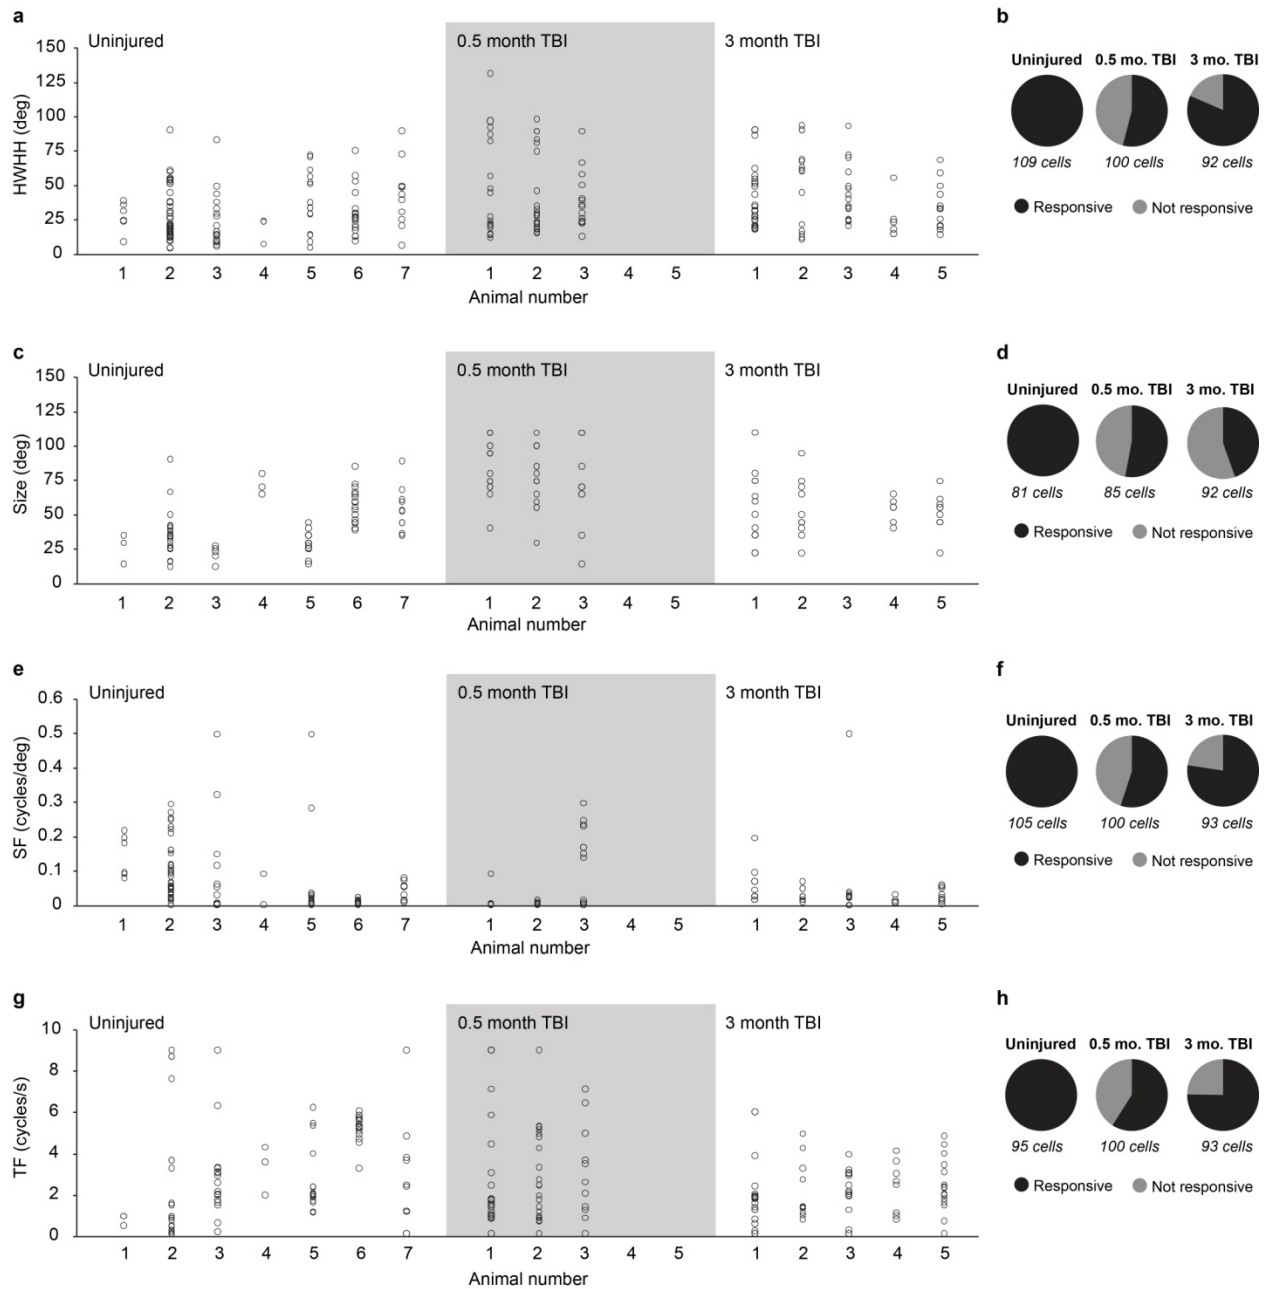 a
Uninjured
0.5 month TBI
3 month TBI
150
125
100
75
50
25
0
HWHH (deg)
1 2 3 4 5 6 7 1 2 3 4 5 1 2 3 4 5
Animal number
b
Uninjured 0.5 mo. TBI 3 mo. TBI
109 cells 100 cells 92 cells
Responsive Not responsive
c
Uninjured
0.5 month TBI
3 month TBI
150
125
100
75
50
25
0
Size (deg)
1 2 3 4 5 6 7 1 2 3 4 5 1 2 3 4 5
Animal number
d
Uninjured 0.5 mo. TBI 3 mo. TBI
81 cells 85 cells 92 cells
Responsive Not responsive
e
Uninjured
0.5 month TBI
3 month TBI
0.6
0.5
0.4
0.3
0.2
0.1
0
SF (cycles/deg)
1 2 3 4 5 6 7 1 2 3 4 5 1 2 3 4 5
Animal number
f
Uninjured 0.5 mo. TBI 3 mo. TBI
105 cells 100 cells 93 cells
Responsive Not responsive
g
Uninjured
0.5 month TBI
3 month TBI
10
8
6
4
2
0
TF (cycles/s)
1 2 3 4 5 6 7 1 2 3 4 5 1 2 3 4 5
Animal number
h
Uninjured 0.5 mo. TBI 3 mo. TBI
95 cells 100 cells 93 cells
Responsive Not responsive